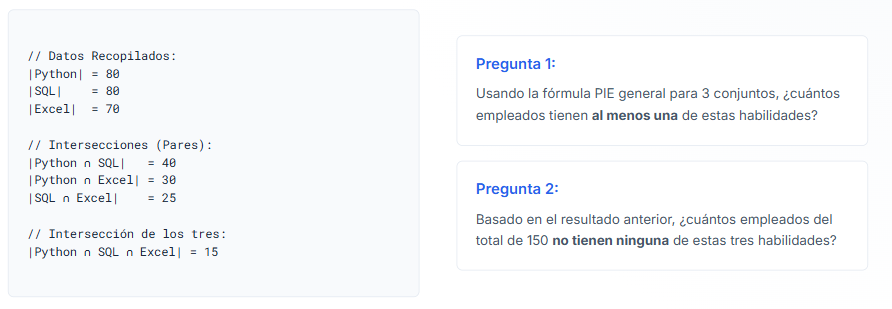 // Datos Recopilados:
|Python| = 80
|SQL|    = 80
|Excel|  = 70
// Intersecciones (Pares):
|Python ∩ SQL|   = 40
|Python ∩ Excel| = 30
|SQL ∩ Excel|    = 25
// Intersección de los tres:
|Python ∩ SQL ∩ Excel| = 15
Pregunta 1:
Usando la fórmula PIE general para 3 conjuntos, ¿cuántos
empleados tienen al menos una de estas habilidades?
Pregunta 2:
Basado en el resultado anterior, ¿cuántos empleados del
total de 150 no tienen ninguna de estas tres habilidades?